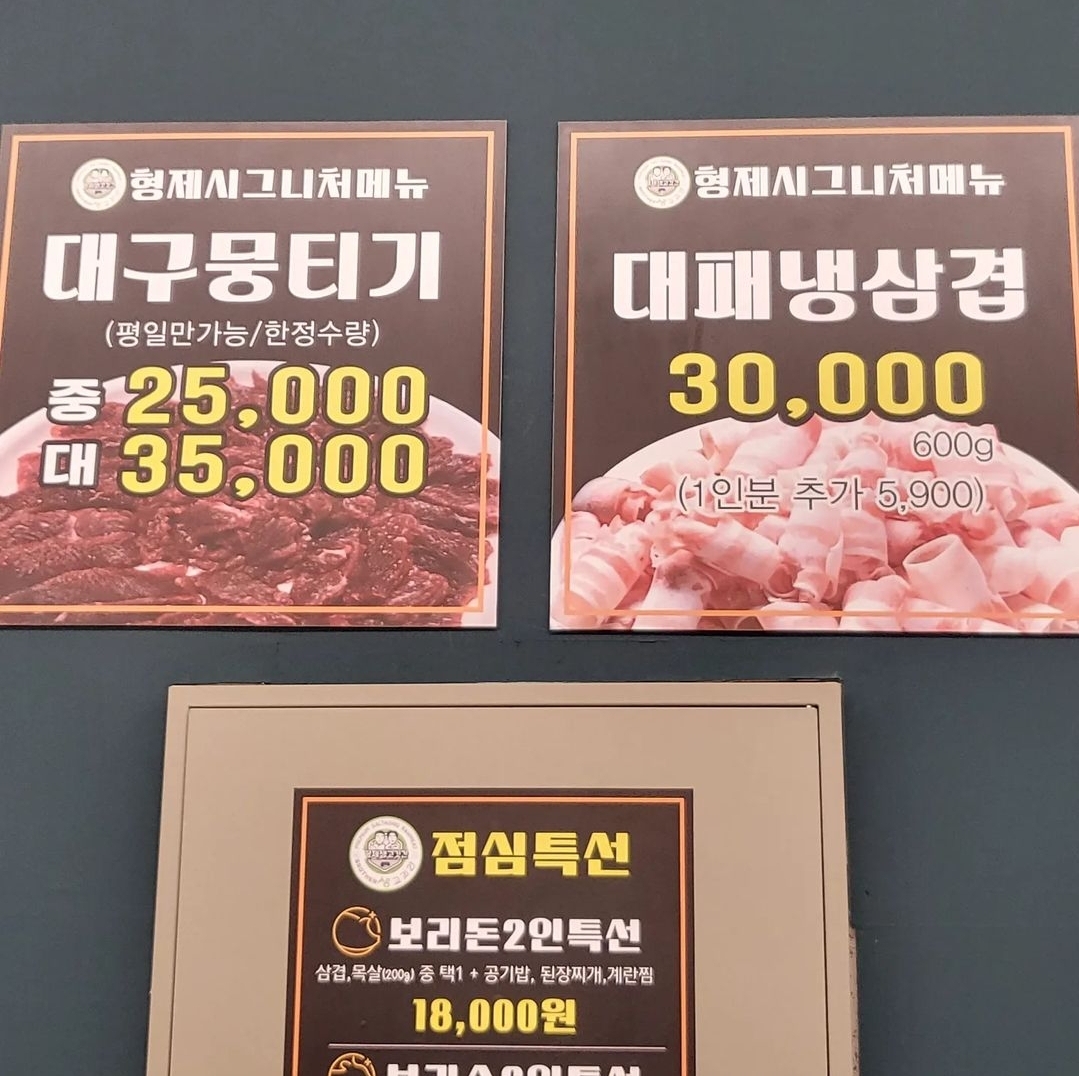 형제시그니처메뉴
대구뭉티기
(평일만가능/한정수량)
중 25,000
대 35,000
형제시그니처메뉴
대패냉삼겹
30,000
600g
(1인분 추가 5,900)
점심특선
보리돈2인특선
삼겹,목살(200g) 중 택1 + 공기밥, 된장찌개,계란찜
18,000원